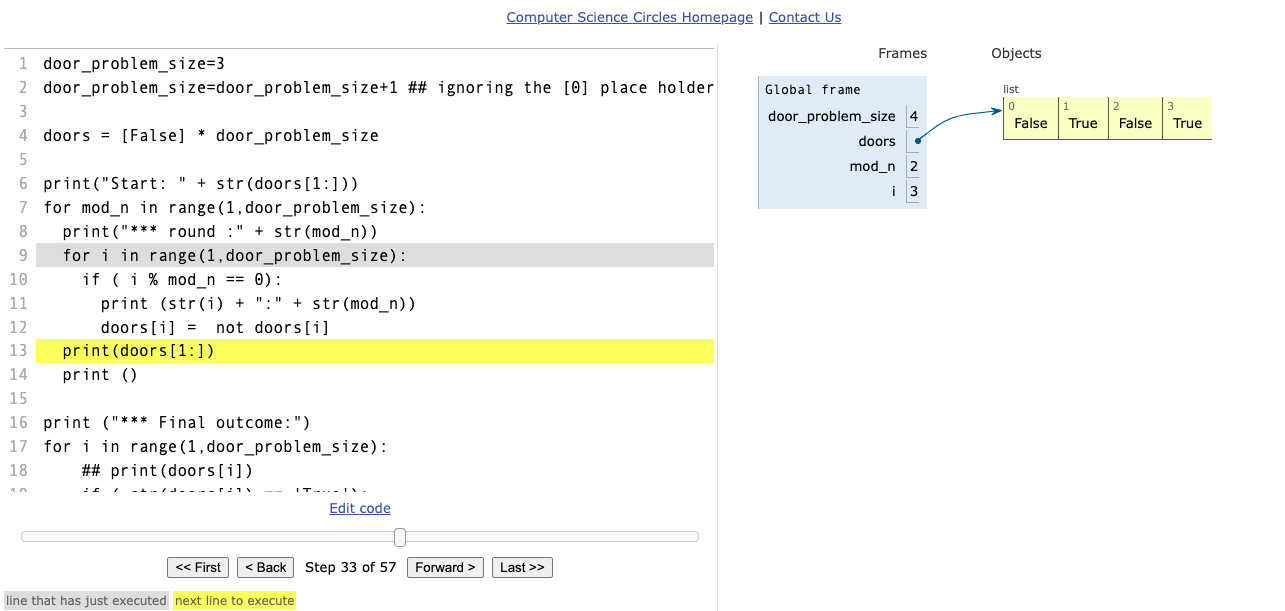 Computer Science Circles Homepage | Contact Us
1 door_problem_size=3
2 door_problem_size=door_problem_size+1 ## ignoring the [0] place holder
3
4 doors = [False] * door_problem_size
5
6 print("Start: " + str(doors[1:]))
7 for mod_n in range(1,door_problem_size):
8   print("*** round :" + str(mod_n))
9   for i in range(1,door_problem_size):
10     if ( i % mod_n == 0):
11       print (str(i) + ":" + str(mod_n))
12       doors[i] =  not doors[i]
13   print(doors[1:])
14   print ()
15
16 print ("*** Final outcome:")
17 for i in range(1,door_problem_size):
18     ## print(doors[i])
19     if ( str(doors[i]) == 'True'):
Edit code
<< First < Back Step 33 of 57 Forward > Last >>
line that has just executed next line to execute
Frames Objects
Global frame
door_problem_size 4
doors
mod_n 2
i 3
list
0 1 2 3
False True False True